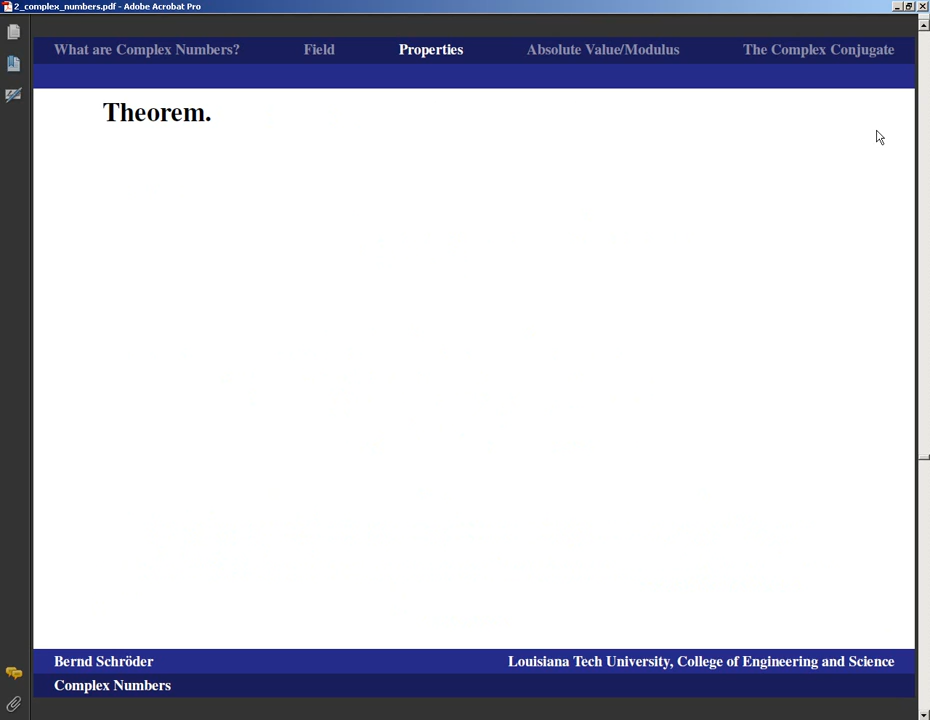 2_complex_numbers.pdf - Adobe Acrobat Pro
What are Complex Numbers? Field Properties Absolute Value/Modulus The Complex Conjugate
Theorem.
Bernd Schröder Louisiana Tech University, College of Engineering and Science
Complex Numbers